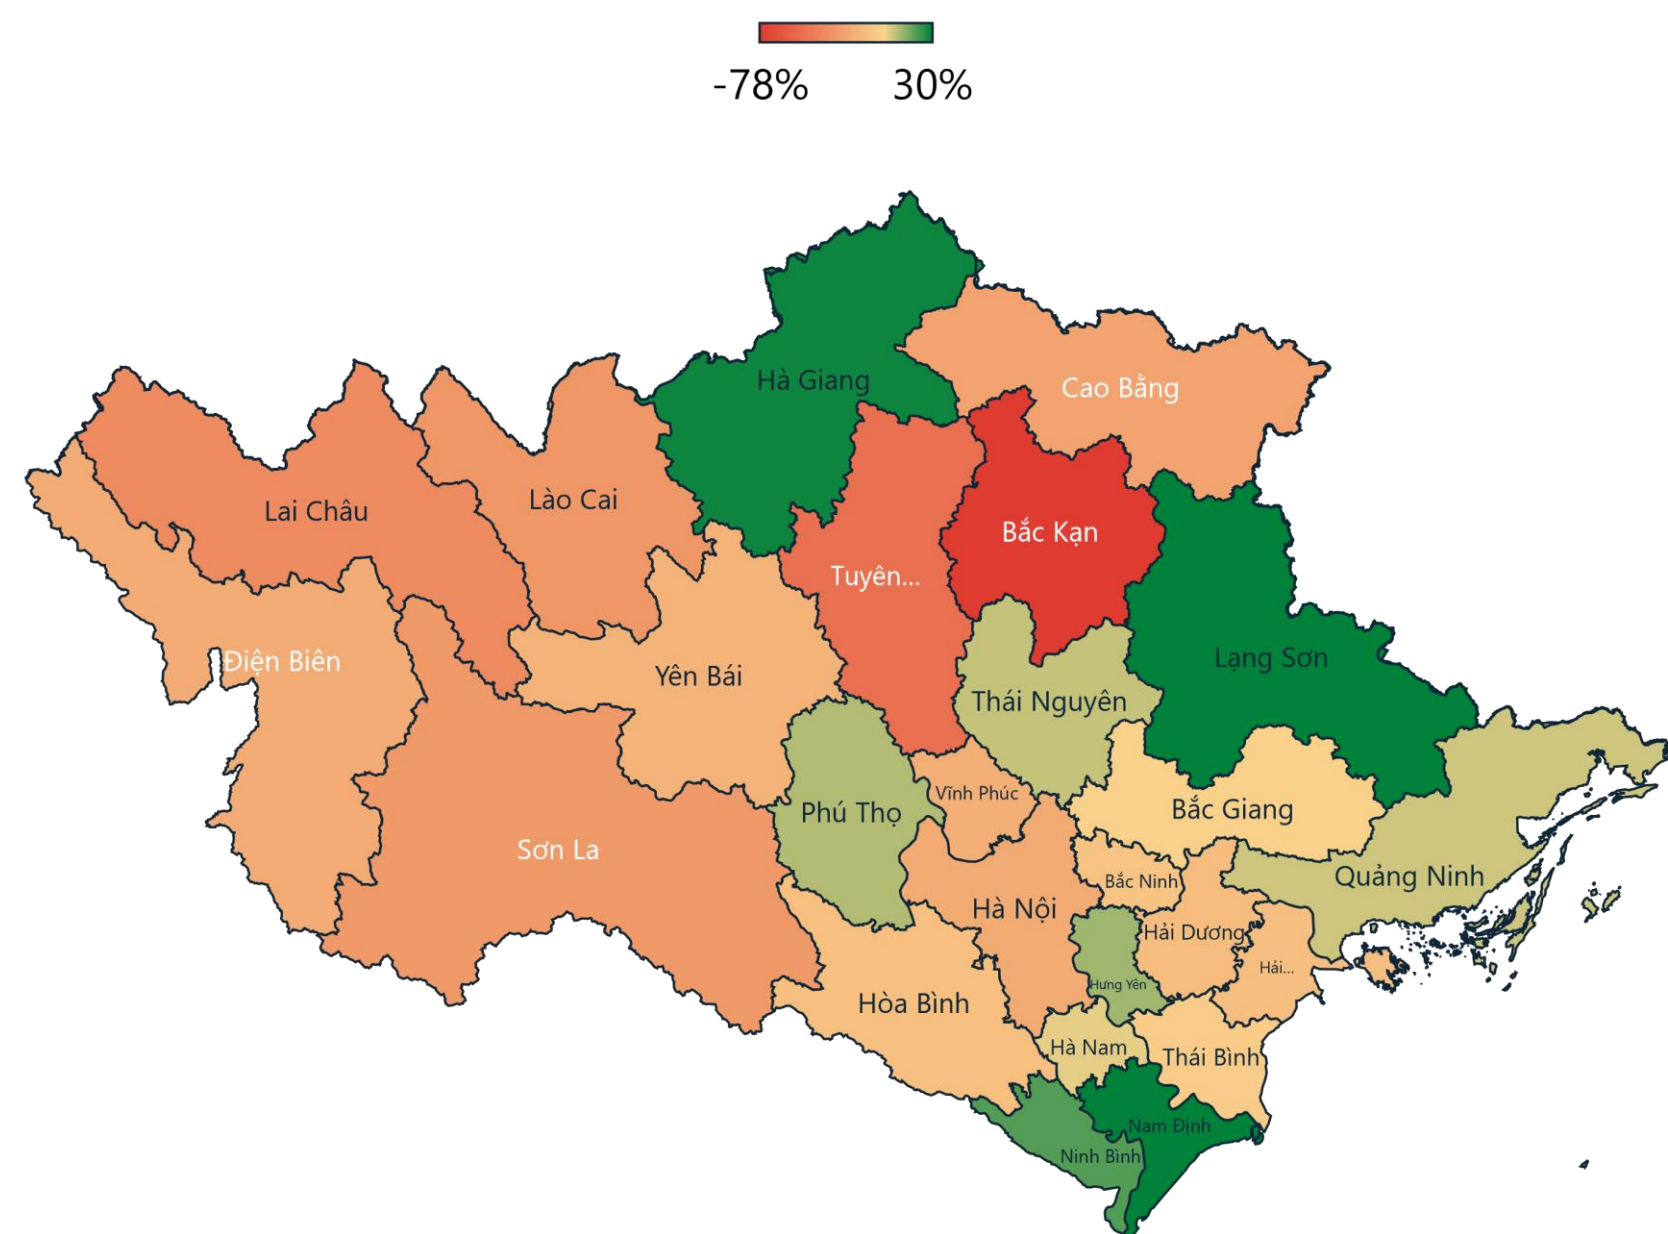 -78% 30%
Hà Giang
Cao Bằng
Lai Châu
Lào Cai
Bắc Kạn
Tuyên...
Điện Biên
Yên Bái
Lạng Sơn
Thái Nguyên
Vĩnh Phúc
Phú Thọ
Bắc Giang
Sơn La
Quảng Ninh
Bắc Ninh
Hà Nội
Hải Dương
Hải...
Hưng Yên
Hòa Bình
Hà Nam
Thái Bình
Nam Định
Ninh Bình